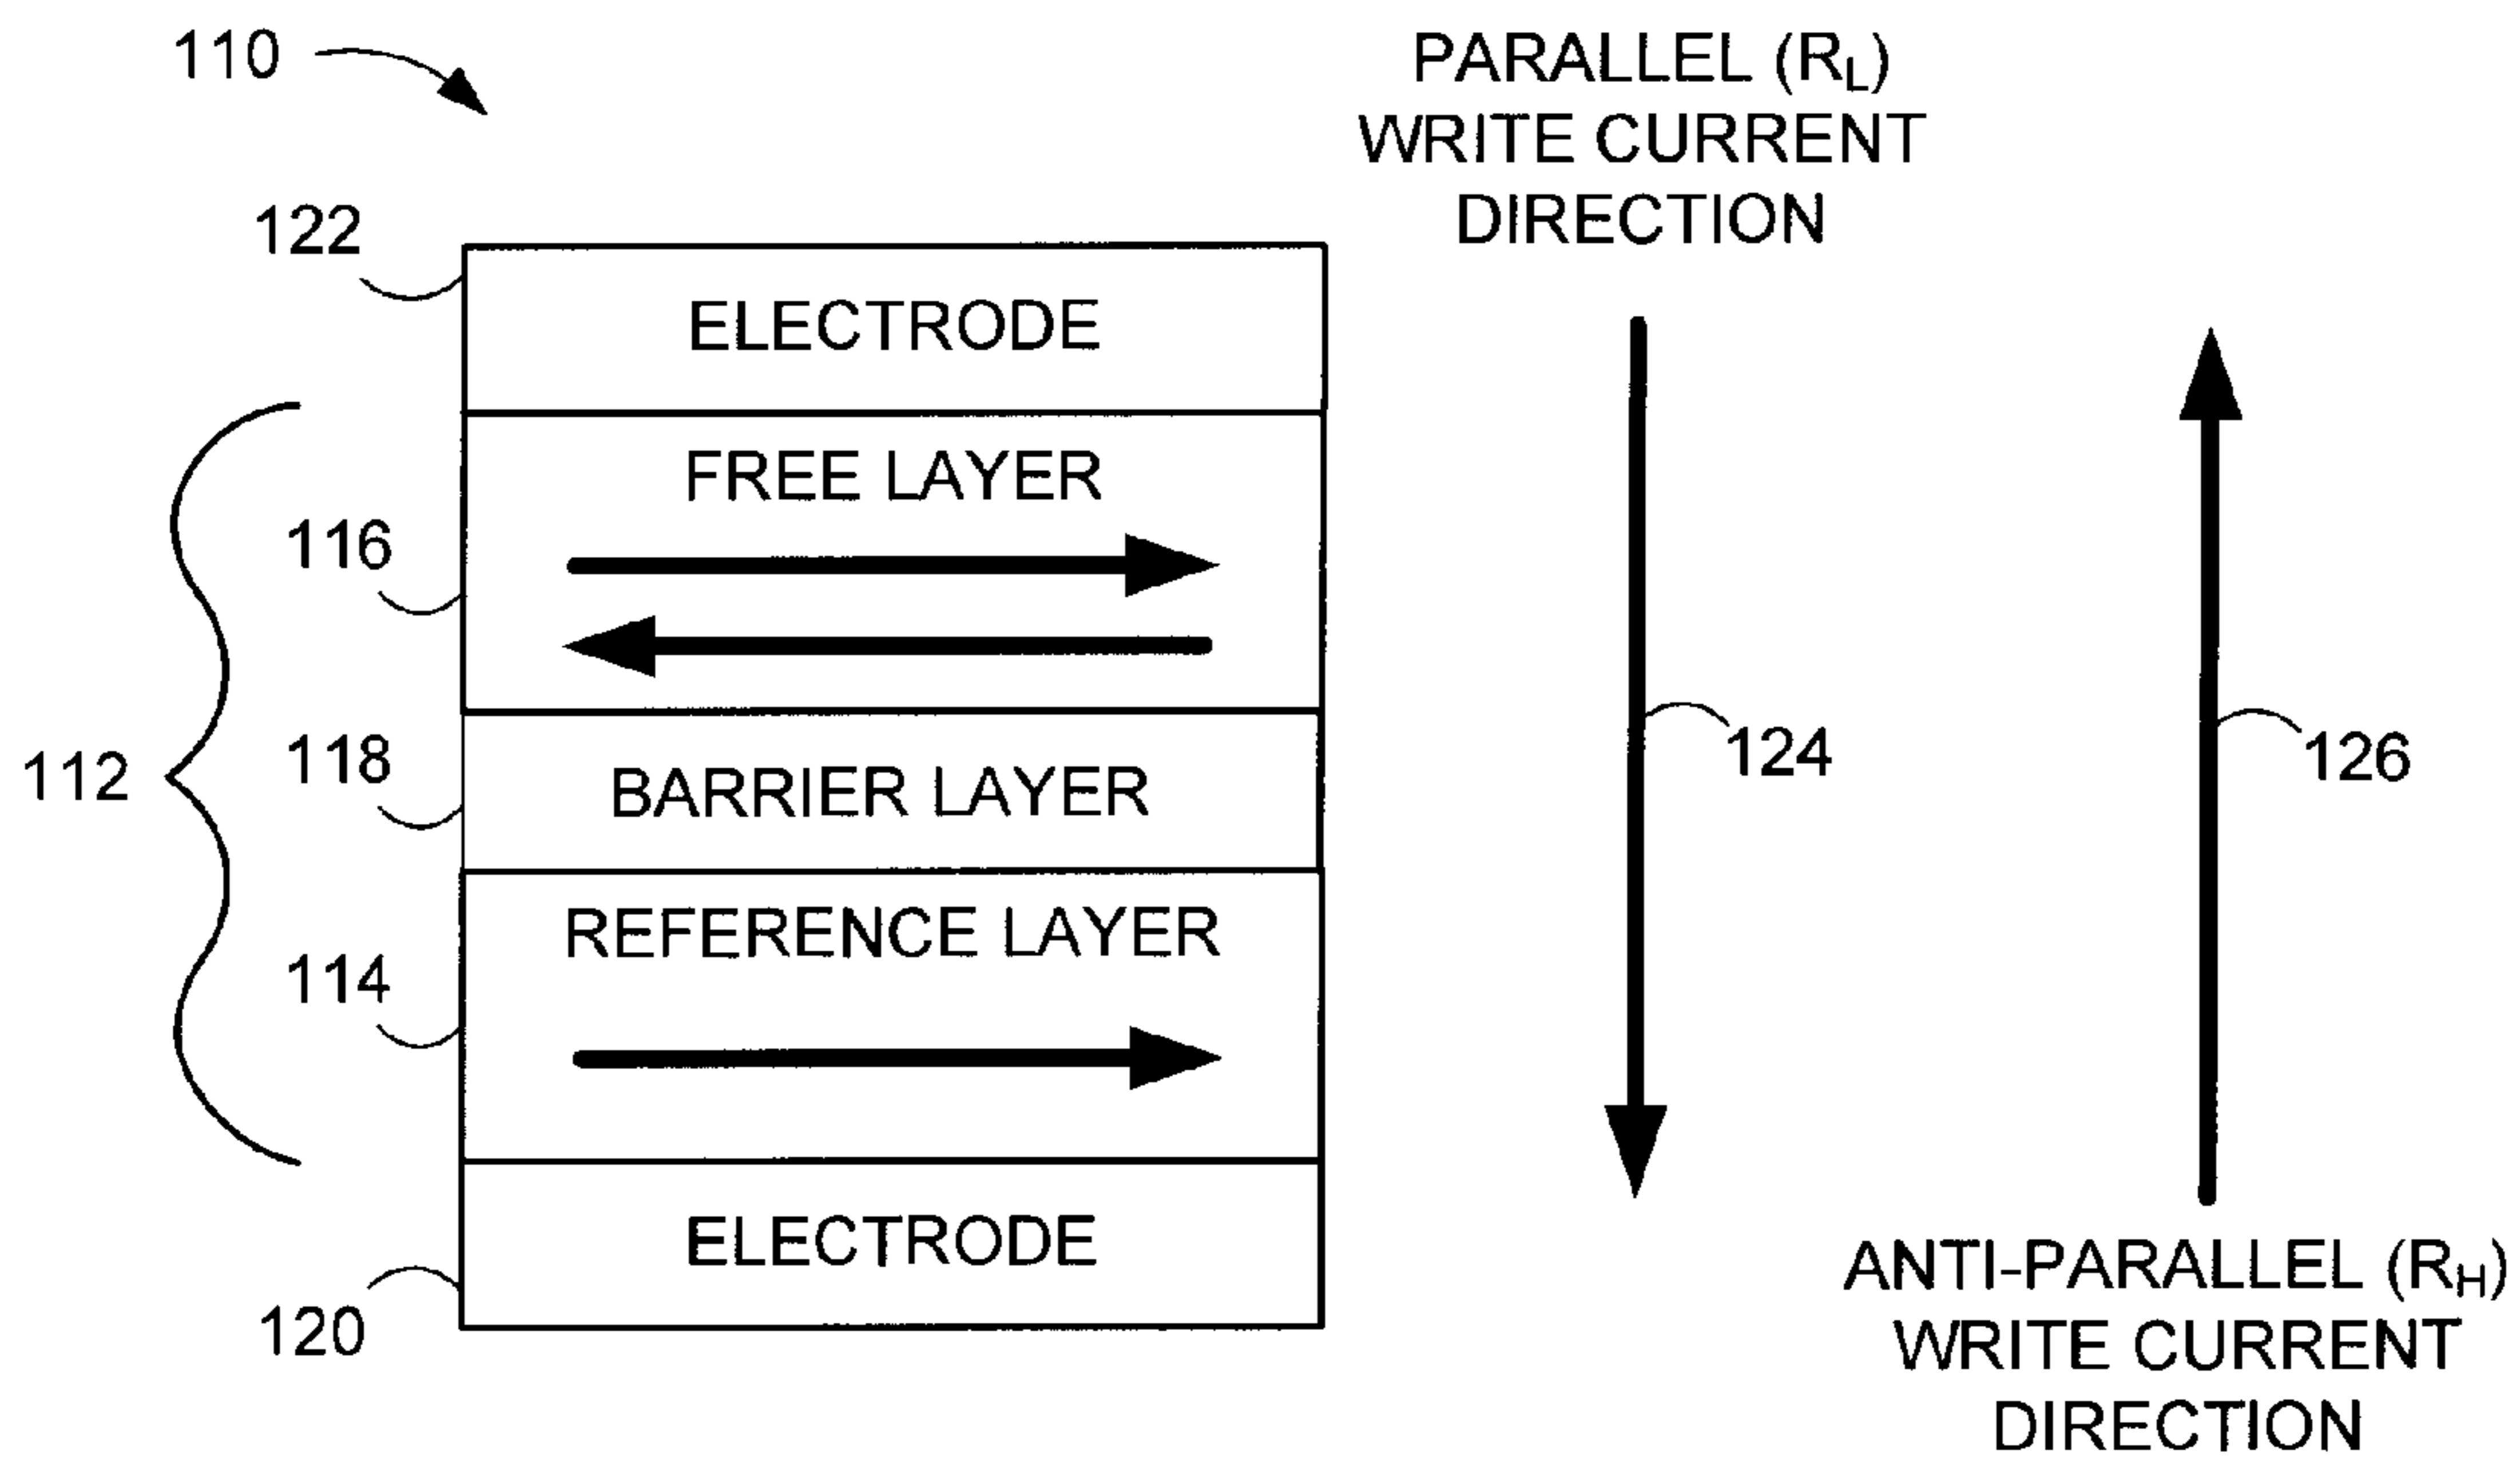 110
PARALLEL (RL)
WRITE CURRENT
DIRECTION
122
ELECTRODE
FREE LAYER
116
112
118
BARRIER LAYER
124
126
REFERENCE LAYER
114
ELECTRODE
120
ANTI-PARALLEL (RH)
WRITE CURRENT
DIRECTION